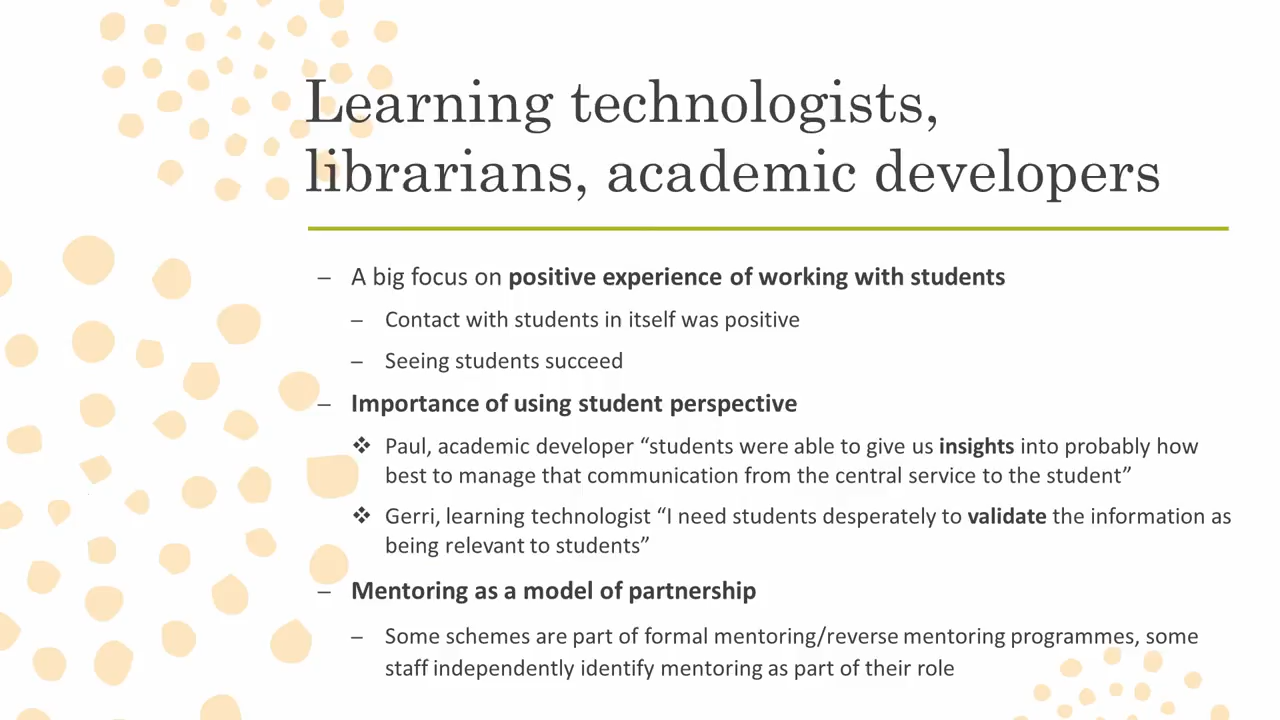 Learning technologists,
librarians, academic developers
– A big focus on positive experience of working with students
– Contact with students in itself was positive
– Seeing students succeed
– Importance of using student perspective
❖ Paul, academic developer “students were able to give us insights into probably how
best to manage that communication from the central service to the student”
❖ Gerri, learning technologist “I need students desperately to validate the information as
being relevant to students”
– Mentoring as a model of partnership
– Some schemes are part of formal mentoring/reverse mentoring programmes, some
staff independently identify mentoring as part of their role